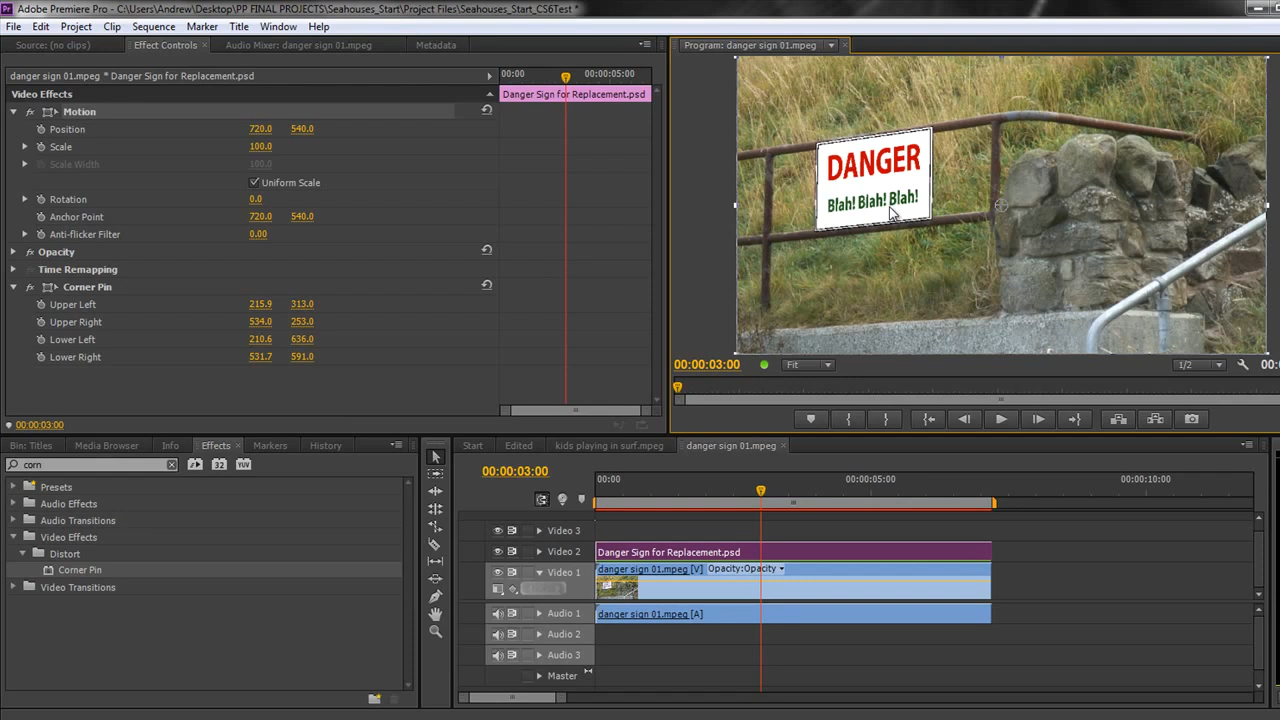 Adobe Premiere Pro - C:\Users\Andrew\Desktop\PP FINAL PROJECTS\Seahouses_Start\Project Files\Seahouses_Start_CS6Test *
File Edit Project Clip Sequence Marker Title Window Help
Source: (no clips) Effect Controls Audio Mixer: danger sign 01.mpeg Metadata
danger sign 01.mpeg * Danger Sign for Replacement.psd
00:00 00:00:05:00
Video Effects
Danger Sign for Replacement.psd
Motion
Position 720.0 540.0
Scale 100.0
Scale Width 100.0
Uniform Scale
Rotation 0.0
Anchor Point 720.0 540.0
Anti-flicker Filter 0.00
Opacity
Time Remapping
Corner Pin
Upper Left 215.9 313.0
Upper Right 534.0 253.0
Lower Left 210.6 636.0
Lower Right 531.7 591.0
00:00:03:00
Program: danger sign 01.mpeg
DANGER
Blah! Blah! Blah!
00:00:03:00 Fit 1/2 00:00
Bin: Titles Media Browser Info Effects Markers History
corn
32 YUV
Presets
Audio Effects
Audio Transitions
Video Effects
Distort
Corner Pin
Video Transitions
Start Edited kids playing in surf.mpeg danger sign 01.mpeg
00:00:03:00
00:00 00:00:05:00 00:00:10:00
Video 3
Video 2 Danger Sign for Replacement.psd
Video 1 danger sign 01.mpeg [V] Opacity:Opacity
Audio 1 danger sign 01.mpeg [A]
Audio 2
Audio 3
Master